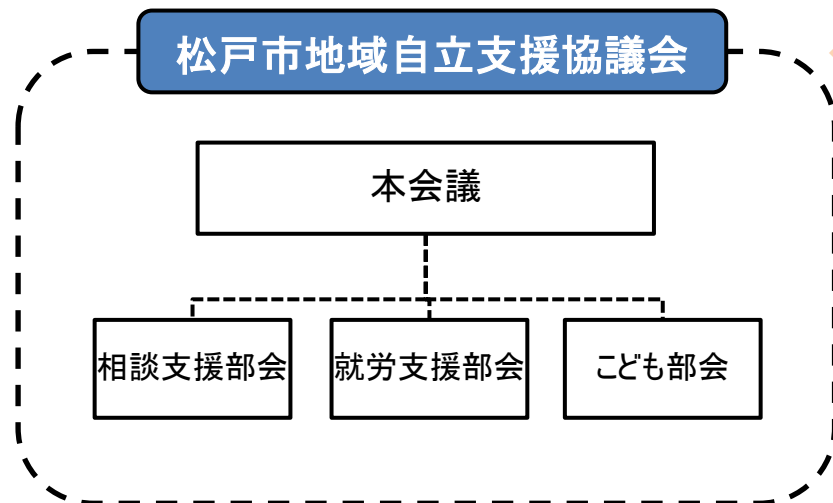 松戸市地域自立支援協議会
本会議
相談支援部会
就労支援部会
こども部会